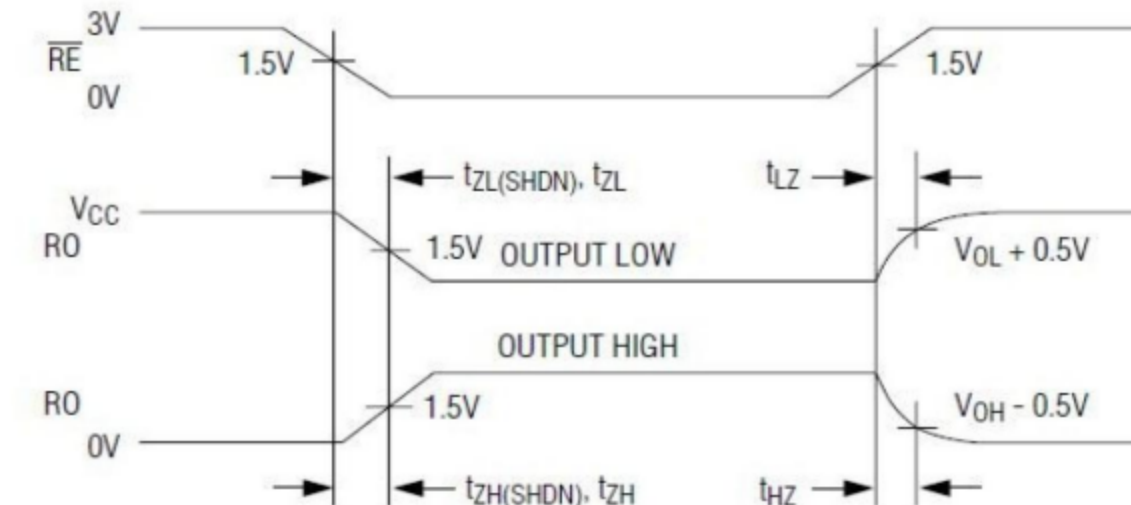 3V
RE
1.5V
1.5V
0V
tZL(SHDN), tZL
tLZ
VCC
RO
1.5V
OUTPUT LOW
VOL + 0.5V
OUTPUT HIGH
RO
1.5V
VOH - 0.5V
0V
tZH(SHDN), tZH
tHZ